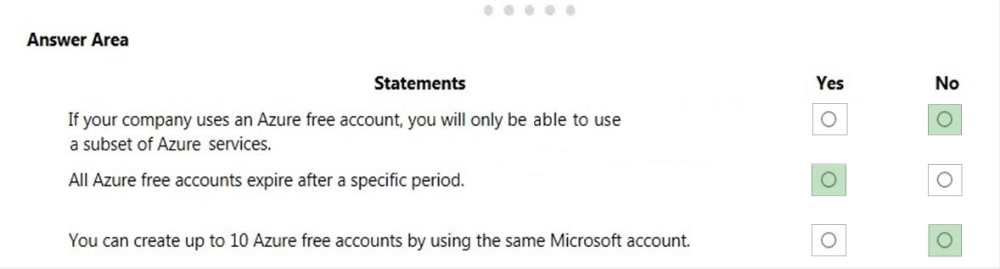 Answer Area
Statements Yes No
If your company uses an Azure free account, you will only be able to use
a subset of Azure services.
All Azure free accounts expire after a specific period.
You can create up to 10 Azure free accounts by using the same Microsoft account.